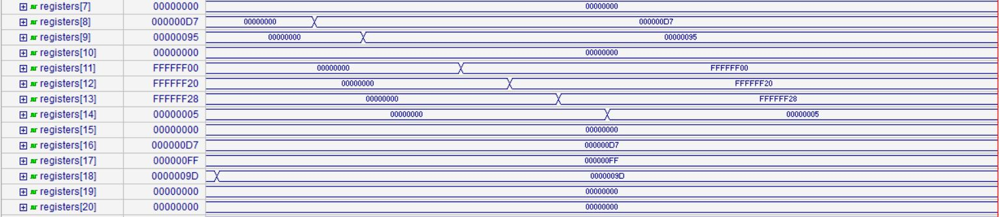 registers[7] 00000000 00000000
registers[8] 000000D7 00000000 000000D7
registers[9] 00000095 00000000 00000095
registers[10] 00000000 00000000
registers[11] FFFFFF00 00000000 FFFFFF00
registers[12] FFFFFF20 00000000 FFFFFF20
registers[13] FFFFFF28 00000000 FFFFFF28
registers[14] 00000005 00000000 00000005
registers[15] 00000000 00000000
registers[16] 000000D7 000000D7
registers[17] 000000FF 000000FF
registers[18] 0000009D 0000009D
registers[19] 00000000 00000000
registers[20] 00000000 00000000